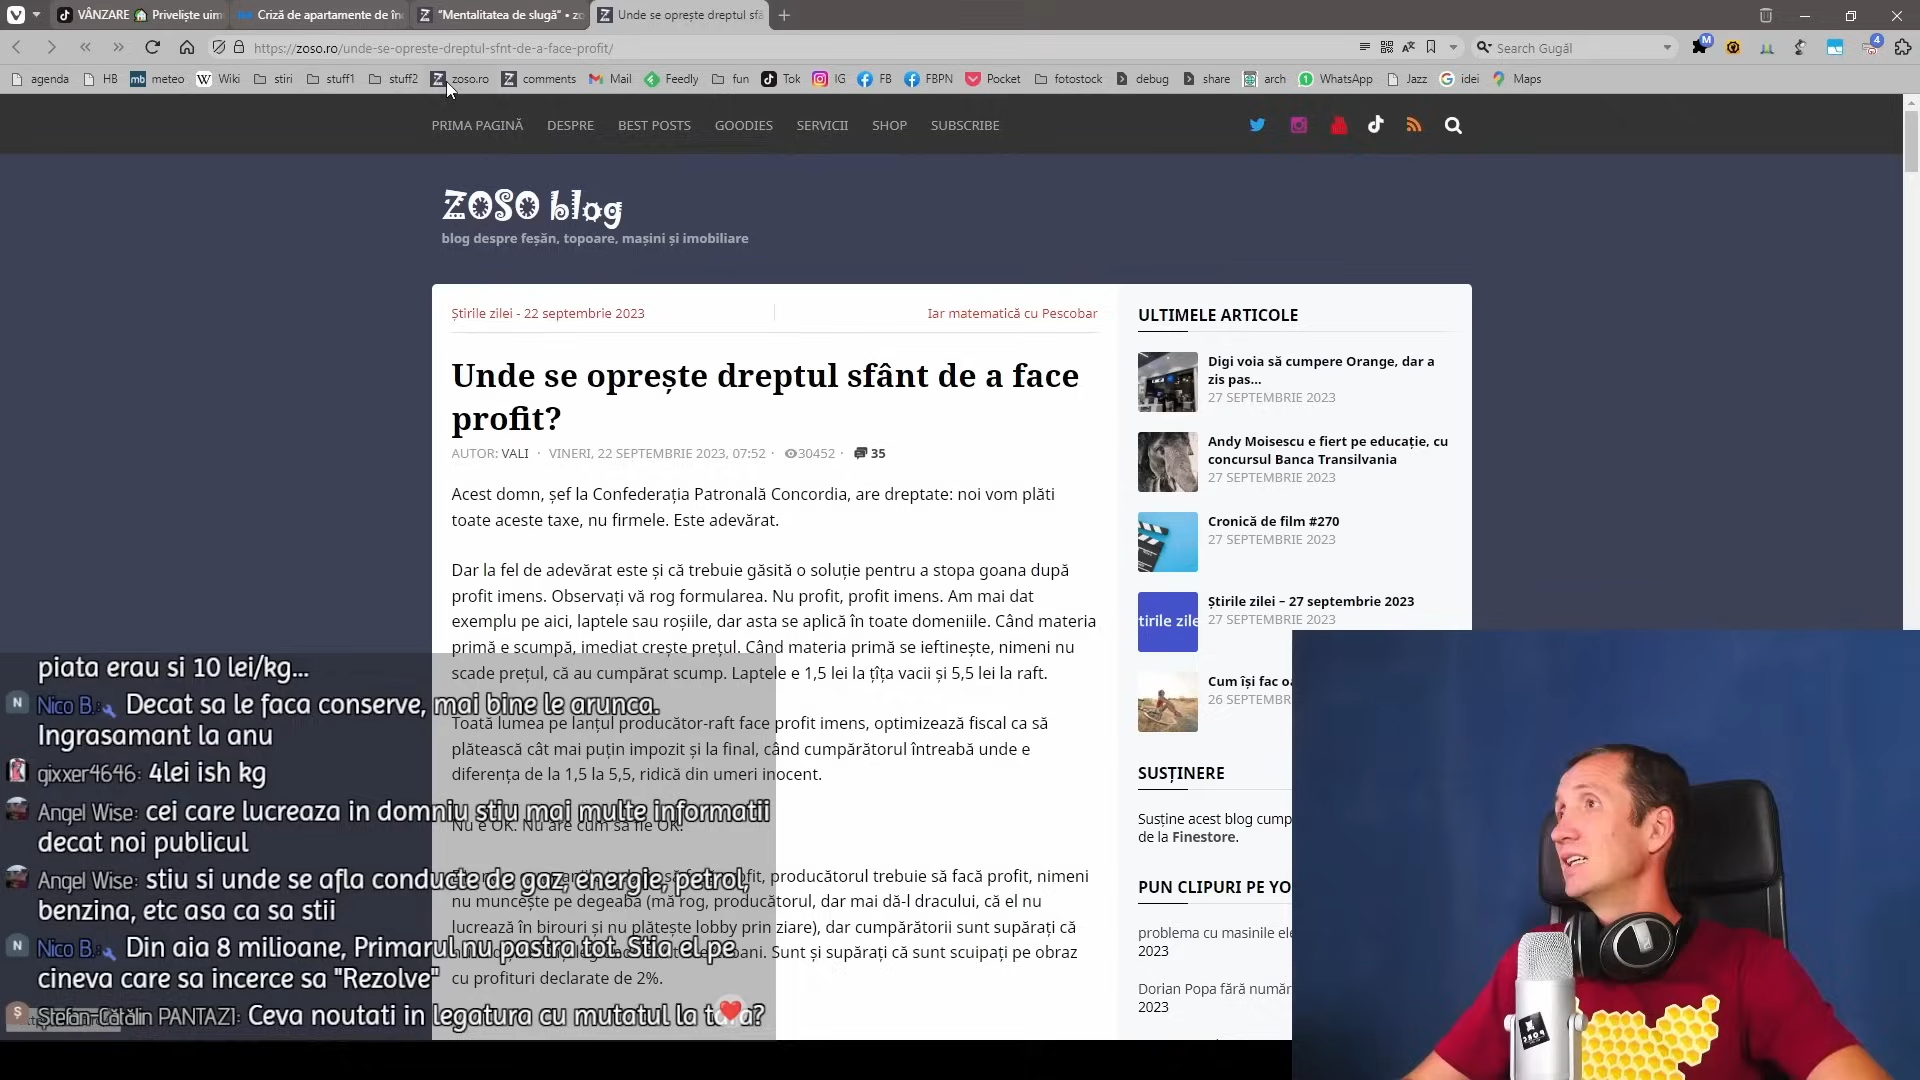 VÂNZARE 🏠 Priveliște uim
Criză de apartamente de în
"Mentalitatea de slugă" • zo
Unde se oprește dreptul sfâ
https://zoso.ro/unde-se-opreste-dreptul-sfnt-de-a-face-profit/
Search Gugăl
M
4
agenda HB mb meteo W Wiki stiri stuff1 stuff2 Z zoso.ro Z comments Mail Feedly fun Tok IG FB FBPN Pocket fotostock debug share arch WhatsApp Jazz idei Maps
PRIMA PAGINĂ DESPRE BEST POSTS GOODIES SERVICII SHOP SUBSCRIBE
ZOSO blog
blog despre feșăn, topoare, mașini și imobiliare
Știrile zilei - 22 septembrie 2023
Iar matematică cu Pescobar
Unde se oprește dreptul sfânt de a face
profit?
AUTOR: VALI · VINERI, 22 SEPTEMBRIE 2023, 07:52 · 30452 · 35
Acest domn, șef la Confederația Patronală Concordia, are dreptate: noi vom plăti
toate aceste taxe, nu firmele. Este adevărat.
Dar la fel de adevărat este și că trebuie găsită o soluție pentru a stopa goana după
profit imens. Observați vă rog formularea. Nu profit, profit imens. Am mai dat
exemplu pe aici, laptele sau roșiile, dar asta se aplică în toate domeniile. Când materia
primă e scumpă, imediat crește prețul. Când materia primă se ieftinește, nimeni nu
scade prețul, că au cumpărat scump. Laptele e 1,5 lei la țîța vacii și 5,5 lei la raft.
Toată lumea pe lanțul producător-raft face profit imens, optimizează fiscal ca să
plătească cât mai puțin impozit și la final, când cumpărătorul întreabă unde e
diferența de la 1,5 la 5,5, ridică din umeri inocent.
Nu e OK. Nu are cum să fie OK.
profit, producătorul trebuie să facă profit, nimeni
nu muncește pe degeaba (mă rog, producătorul, dar mai dă-l dracului, că el nu
lucrează în birouri și nu plătește lobby prin ziare), dar cumpărătorii sunt supărați că
bani. Sunt și supărați că sunt scuipați pe obraz
cu profituri declarate de 2%.
ULTIMELE ARTICOLE
Digi voia să cumpere Orange, dar a
zis pas...
27 SEPTEMBRIE 2023
Andy Moisescu e fiert pe educație, cu
concursul Banca Transilvania
27 SEPTEMBRIE 2023
Cronică de film #270
27 SEPTEMBRIE 2023
tirile zile
Știrile zilei – 27 septembrie 2023
27 SEPTEMBRIE 2023
Cum își fac oa
26 SEPTEMBRIE
SUSȚINERE
Susține acest blog cump
de la Finestore.
PUN CLIPURI PE YO
problema cu masinile ele
2023
Dorian Popa fără număr
2023
piata erau si 10 lei/kg...
N Nico B.: Decat sa le faca conserve, mai bine le arunca.
Ingrasamant la anu
gixxer4646: 4lei ish kg
Angel Wise: cei care lucreaza in domniu stiu mai multe informatii
decat noi publicul
Angel Wise: stiu si unde se afla conducte de gaz, energie, petrol,
benzina, etc asa ca sa stii
N Nico B.: Din aia 8 milioane, Primarul nu pastra tot. Stia el pe
cineva care sa incerce sa "Rezolve"
S Stefan-Cătălin PANTAZI: Ceva noutati in legatura cu mutatul la tara?